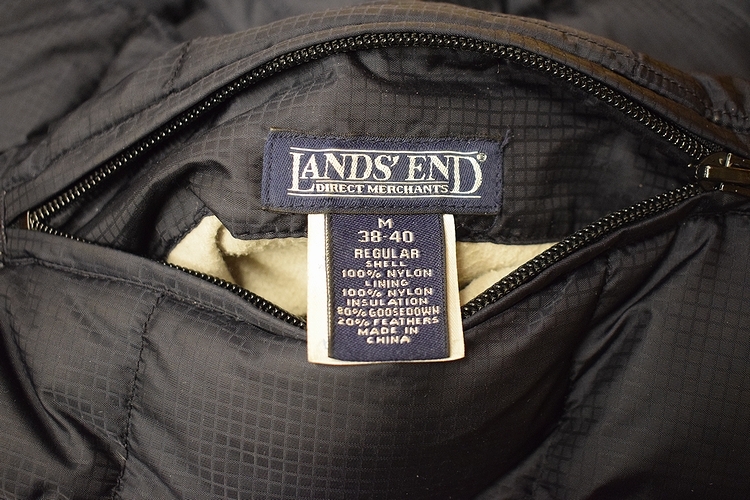 LANDS' END®
DIRECT MERCHANTS
M
38-40
REGULAR
SHELL
100% NYLON
LINING
100% NYLON
INSULATION
80% GOOSEDOWN
20% FEATHERS
MADE IN
CHINA